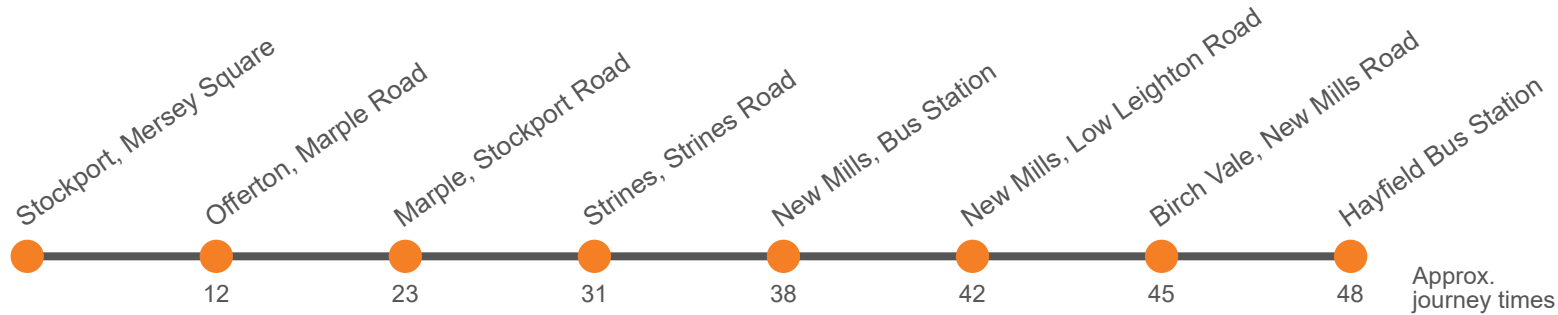 Stockport, Mersey Square
Offerton, Marple Road
Marple, Stockport Road
Strines, Strines Road
New Mills, Bus Station
New Mills, Low Leighton Road
Birch Vale, New Mills Road
Hayfield Bus Station
12
23
31
38
42
45
48
Approx.
journey times